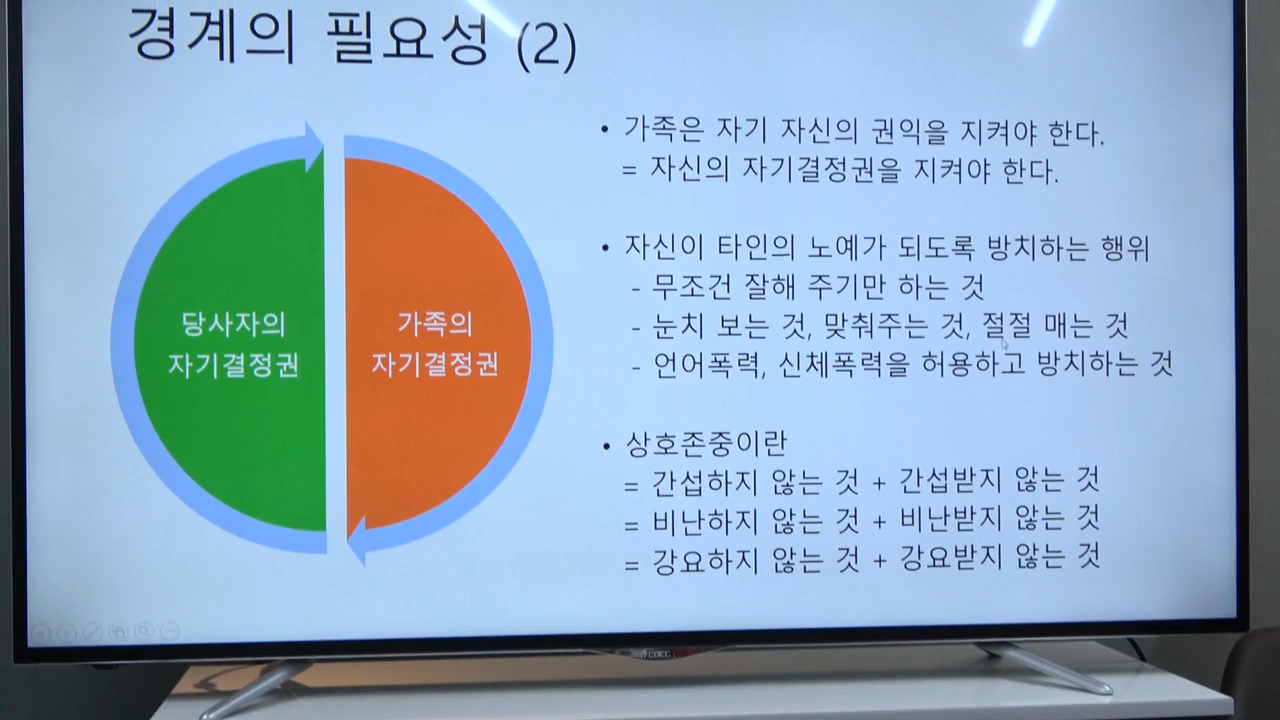 경계의 필요성 (2)
당사자의
자기결정권
가족의
자기결정권
• 가족은 자기 자신의 권익을 지켜야 한다.
= 자신의 자기결정권을 지켜야 한다.
• 자신이 타인의 노예가 되도록 방치하는 행위
- 무조건 잘해 주기만 하는 것
- 눈치 보는 것, 맞춰주는 것, 절절 매는 것
- 언어폭력, 신체폭력을 허용하고 방치하는 것
• 상호존중이란
= 간섭하지 않는 것 + 간섭받지 않는 것
= 비난하지 않는 것 + 비난받지 않는 것
= 강요하지 않는 것 + 강요받지 않는 것